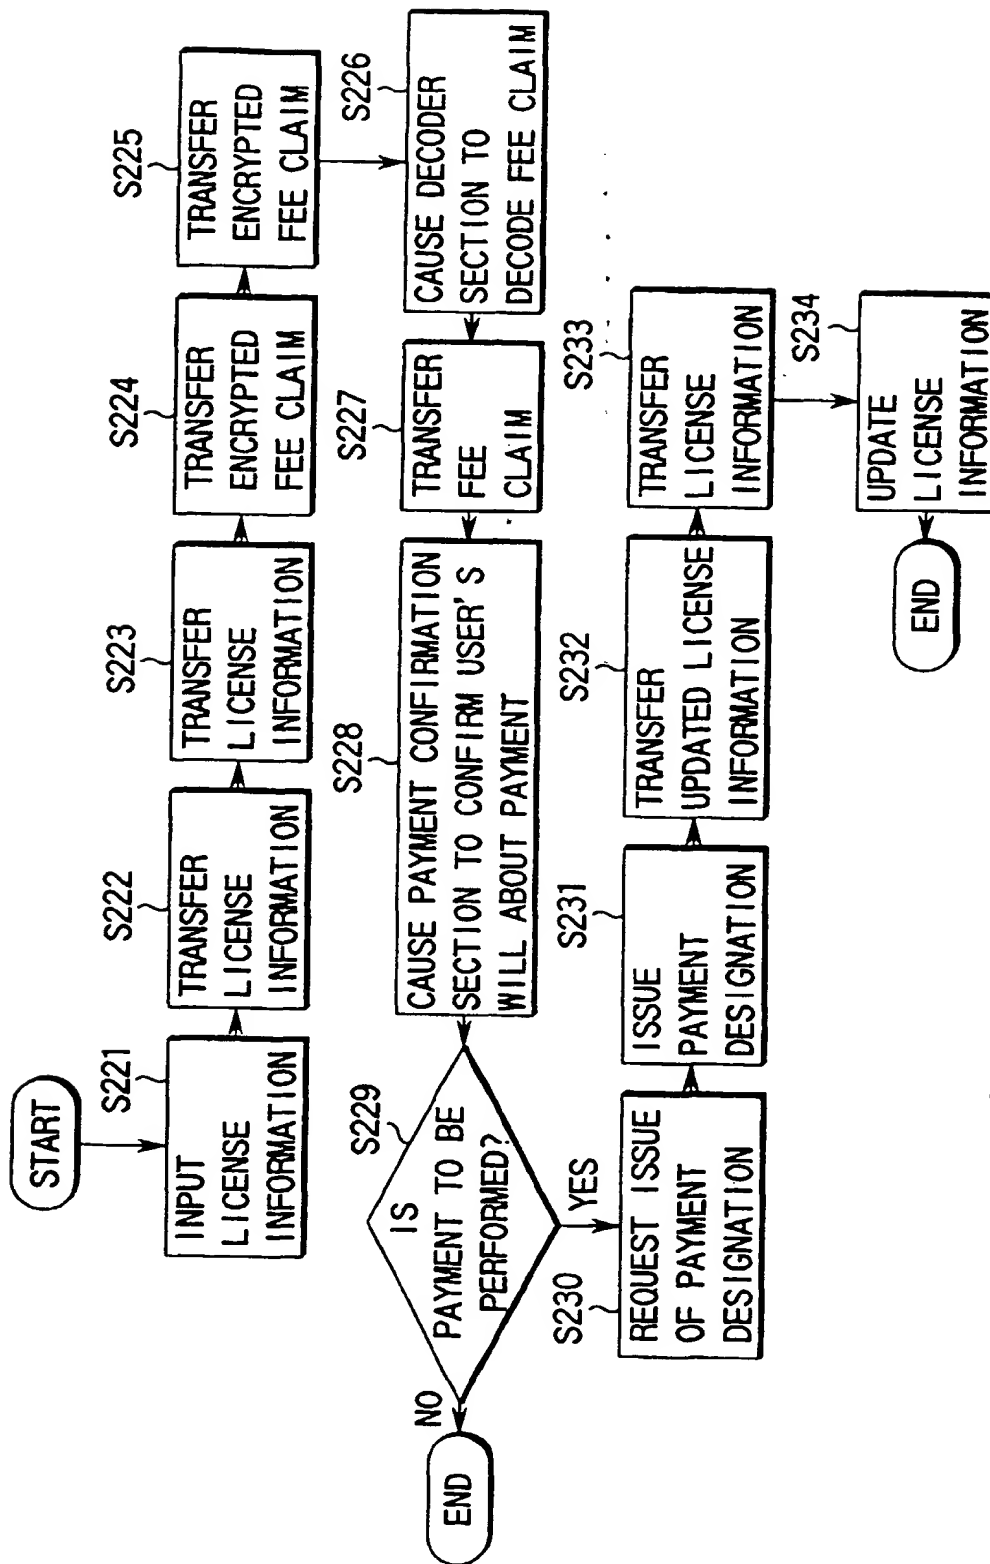 START
S221
INPUT
LICENSE
INFORMATION
S222
TRANSFER
LICENSE
INFORMATION
S223
TRANSFER
LICENSE
INFORMATION
S224
TRANSFER
ENCRYPTED
FEE CLAIM
S225
TRANSFER
ENCRYPTED
FEE CLAIM
S226
CAUSE DECODER
SECTION TO
DECODE FEE CLAIM
S227
TRANSFER
FEE
CLAIM
S228
CAUSE PAYMENT CONFIRMATION
SECTION TO CONFIRM USER'S
WILL ABOUT PAYMENT
S229
IS
PAYMENT TO BE
PERFORMED?
NO
END
YES
S230
REQUEST ISSUE
OF PAYMENT
DESIGNATION
S231
ISSUE
PAYMENT
DESIGNATION
S232
TRANSFER
UPDATED LICENSE
INFORMATION
S233
TRANSFER
LICENSE
INFORMATION
S234
UPDATE
LICENSE
INFORMATION
END